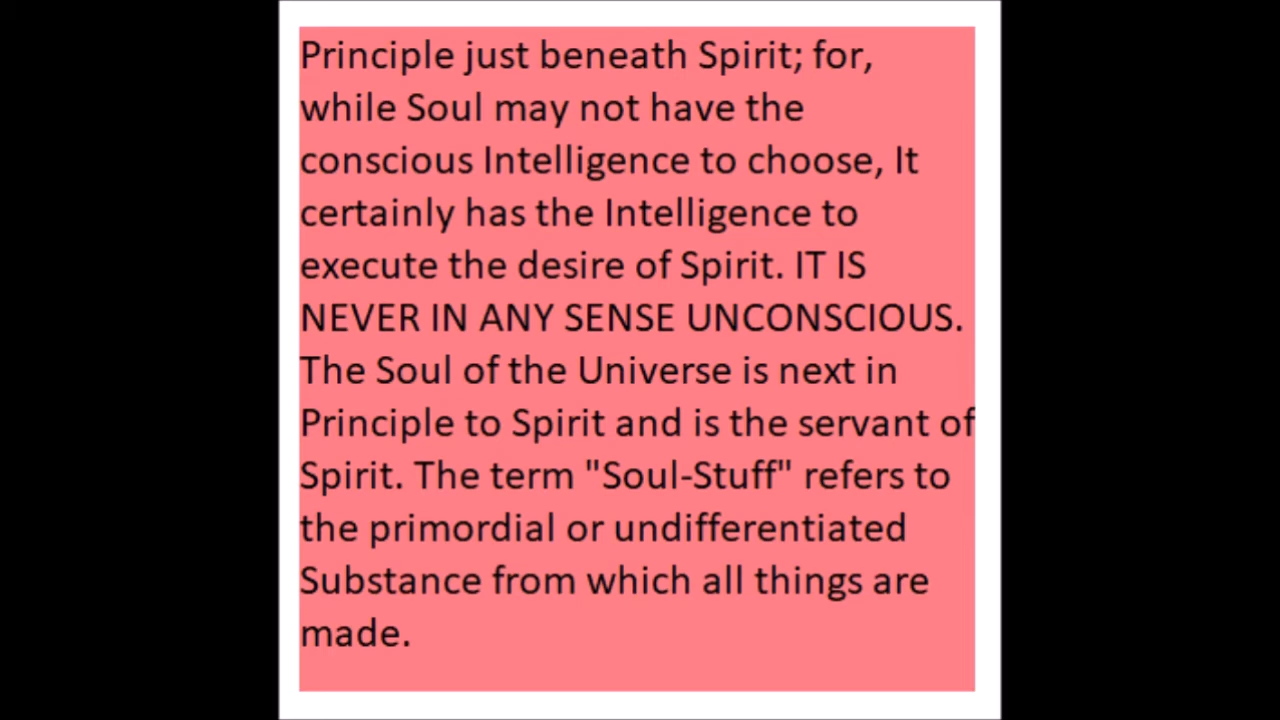 Principle just beneath Spirit; for,
while Soul may not have the
conscious Intelligence to choose, It
certainly has the Intelligence to
execute the desire of Spirit. IT IS
NEVER IN ANY SENSE UNCONSCIOUS.
The Soul of the Universe is next in
Principle to Spirit and is the servant of
Spirit. The term "Soul-Stuff" refers to
the primordial or undifferentiated
Substance from which all things are
made.